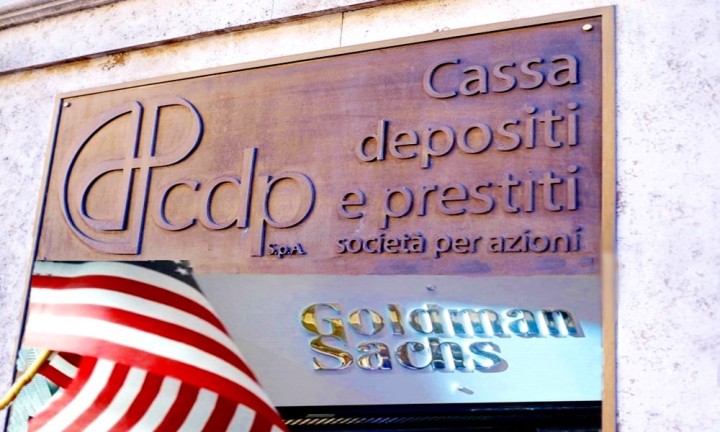 cdp
S.p.A.
Cassa
depositi
e prestiti
società per azioni
Goldman
Sachs